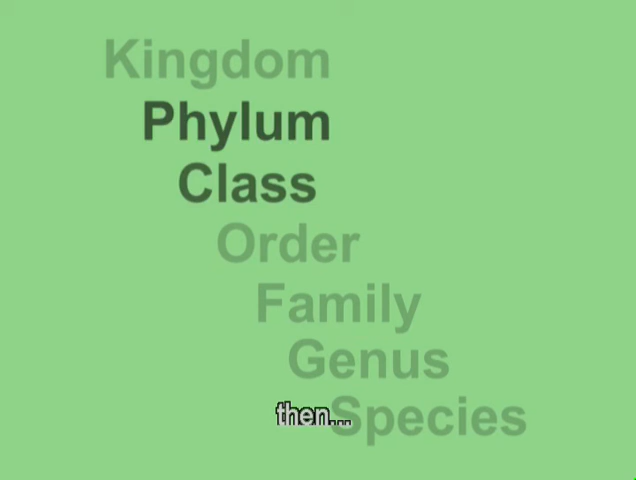 Kingdom
Phylum
Class
Order
Family
Genus
Species
then...